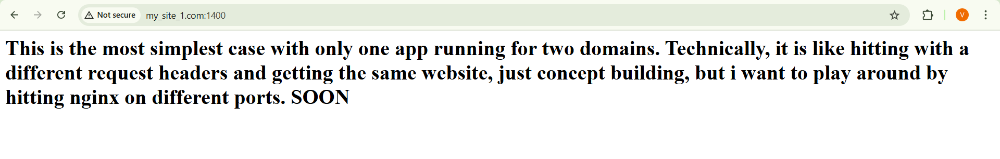 Not secure my_site_1.com:1400 V
This is the most simplest case with only one app running for two domains. Technically, it is like hitting with a
different request headers and getting the same website, just concept building, but i want to play around by
hitting nginx on different ports. SOON